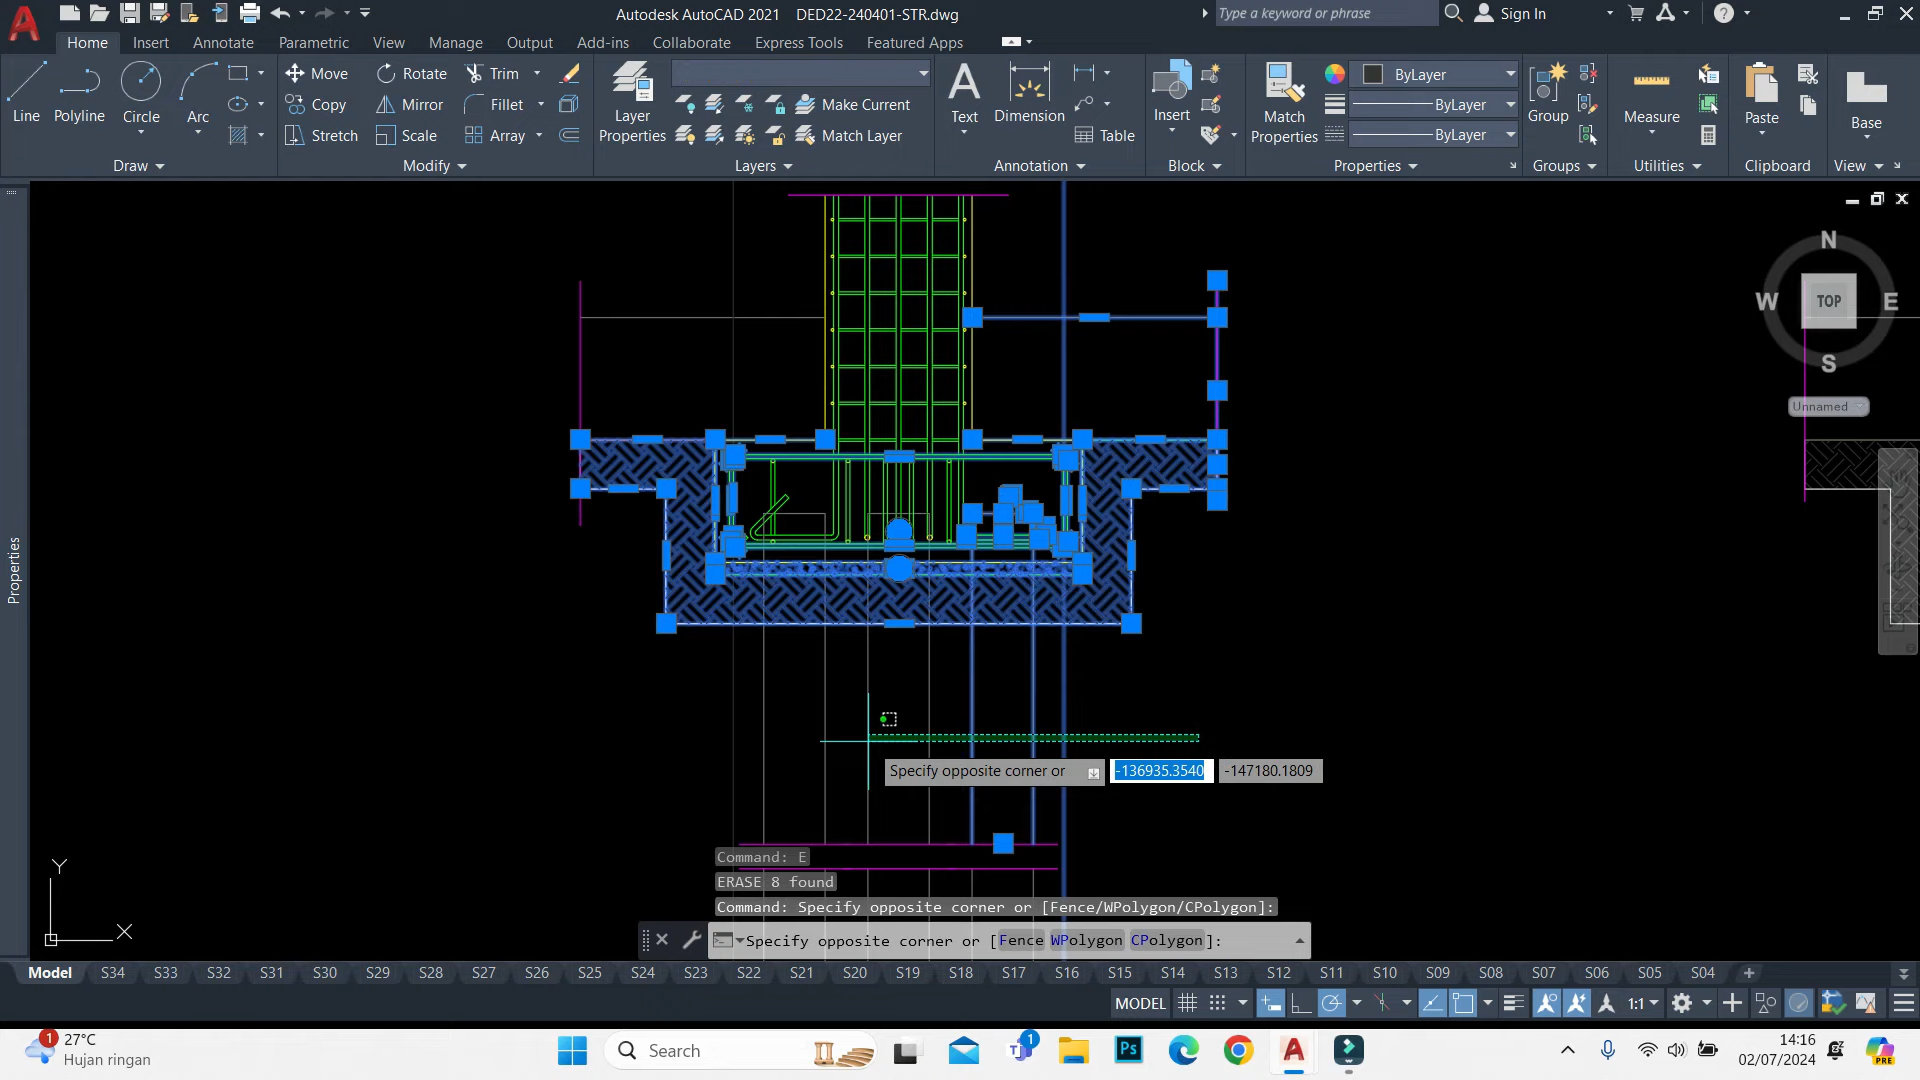 Autodesk AutoCAD 2021 DED22-240401-STR.dwg
Type a keyword or phrase
Sign In
Home Insert Annotate Parametric View Manage Output Add-ins Collaborate Express Tools Featured Apps
Line Polyline Circle Arc
Move Rotate Trim
Copy Mirror Fillet
Stretch Scale Array
Layer Properties
Make Current
Match Layer
Text Dimension
Table
Insert
Match Properties
ByLayer
ByLayer
ByLayer
Group
Measure
Paste
Base
Draw Modify Layers Annotation Block Properties Groups Utilities Clipboard View
N
W TOP E
S
Unnamed
Properties
Specify opposite corner or -136935.3540 -147180.1809
Y
X
Command: E
ERASE 8 found
Command: Specify opposite corner or [Fence/WPolygon/CPolygon]:
Specify opposite corner or [Fence WPolygon CPolygon]:
Model S34 S33 S32 S31 S30 S29 S28 S27 S26 S25 S24 S23 S22 S21 S20 S19 S18 S17 S16 S15 S14 S13 S12 S11 S10 S09 S08 S07 S06 S05 S04
MODEL 1:1
1
27°C
Hujan ringan
Search
1
Ps
14:16
02/07/2024
PRE